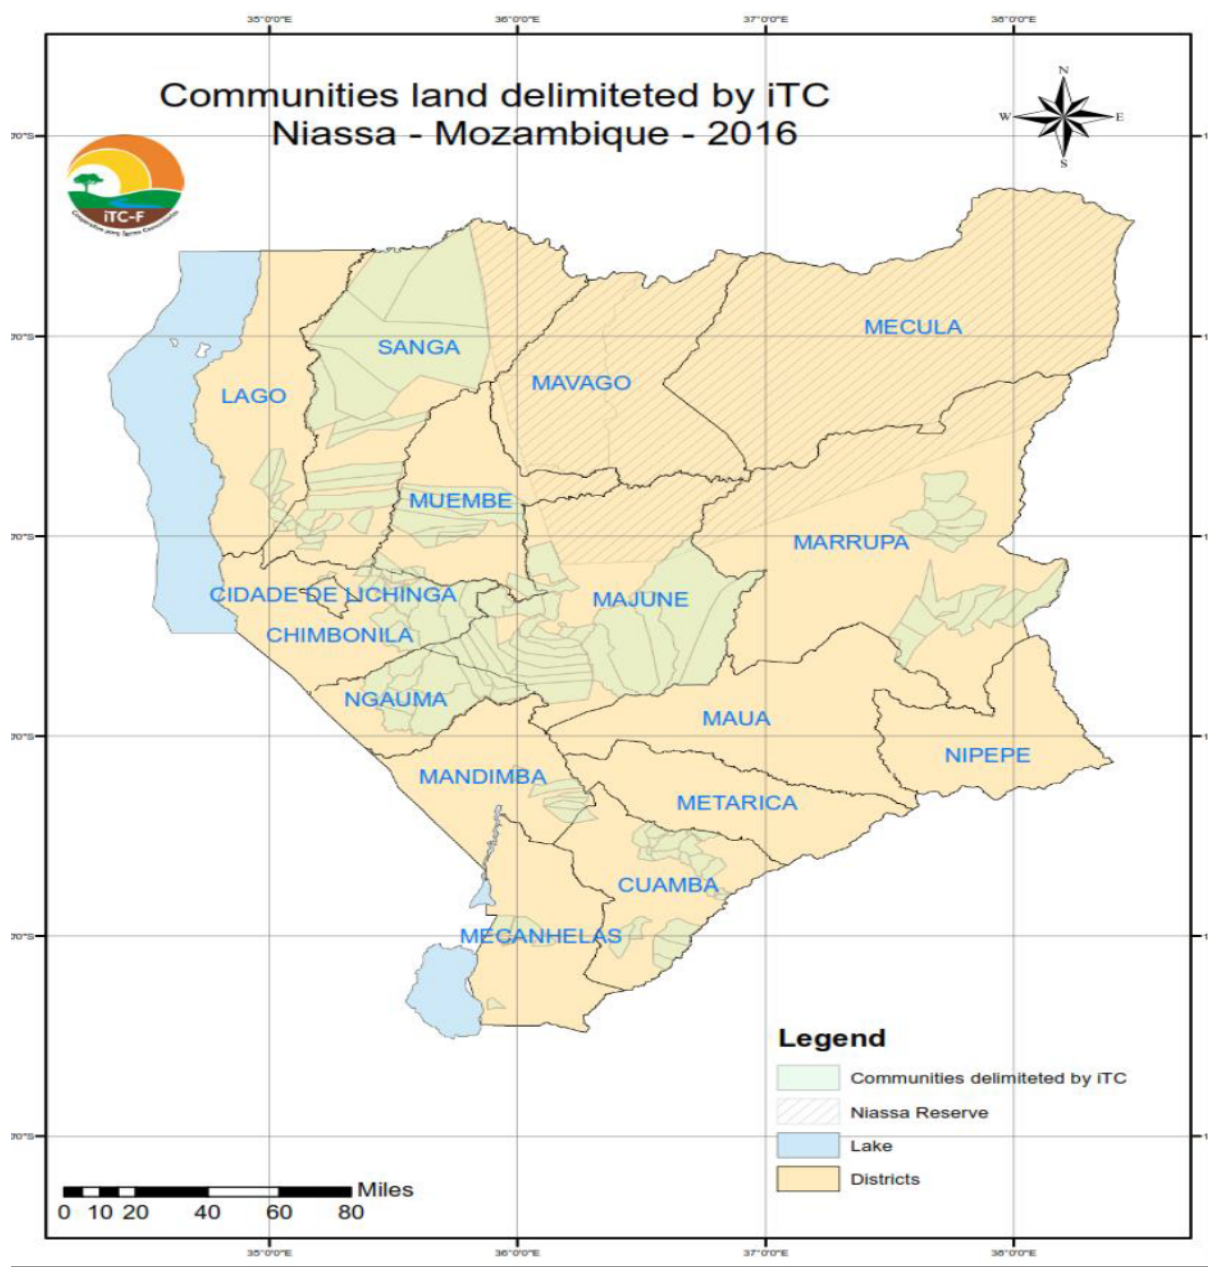 35°0'0"E 36°0'0"E 37°0'0"E 38°0'0"E
Communities land delimiteted by iTC
Niassa - Mozambique - 2016
N
W E
S
iTC-F
SANGA
MECULA
MAVAGO
LAGO
MUEMBE
MARRUPA
CIDADE DE LICHINGA
MAJUNE
CHIMBONILA
NGAUMA
MAUA
NIPEPE
MANDIMBA
METARICA
CUAMBA
MECANHELAS
Legend
Communities delimiteted by iTC
Niassa Reserve
Lake
Districts
Miles
0 10 20 40 60 80
35°0'0"E 36°0'0"E 37°0'0"E 38°0'0"E